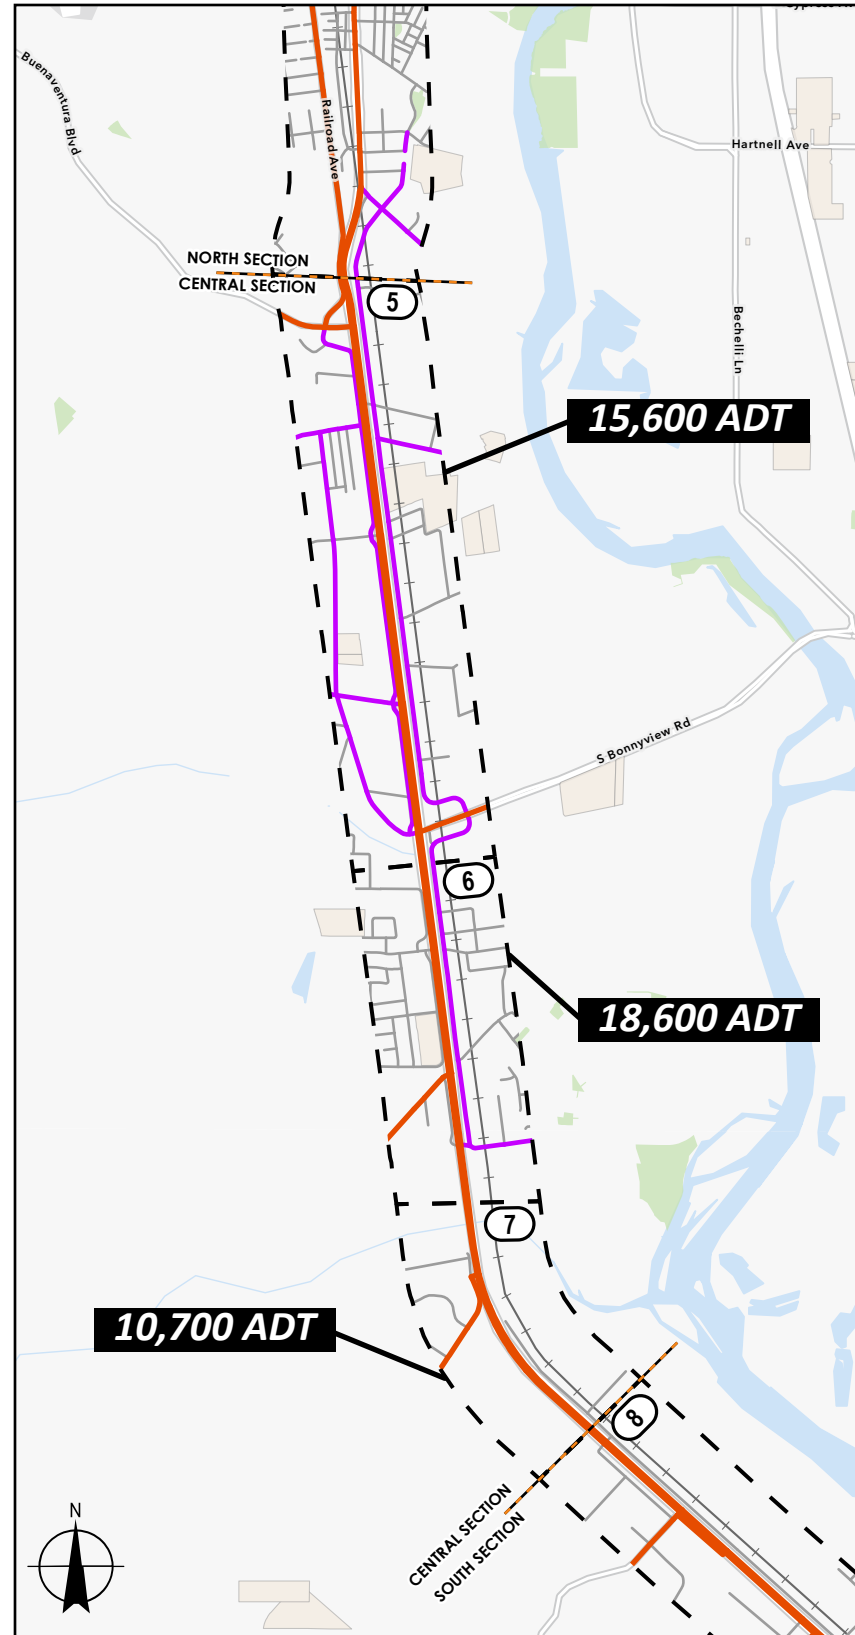 Cypress A
Buenaventura Blvd
Railroad Ave
Hartnell Ave
NORTH SECTION
CENTRAL SECTION
5
Bechelli Ln
15,600 ADT
S Bonnyview Rd
6
18,600 ADT
7
10,700 ADT
8
CENTRAL SECTION
SOUTH SECTION
N